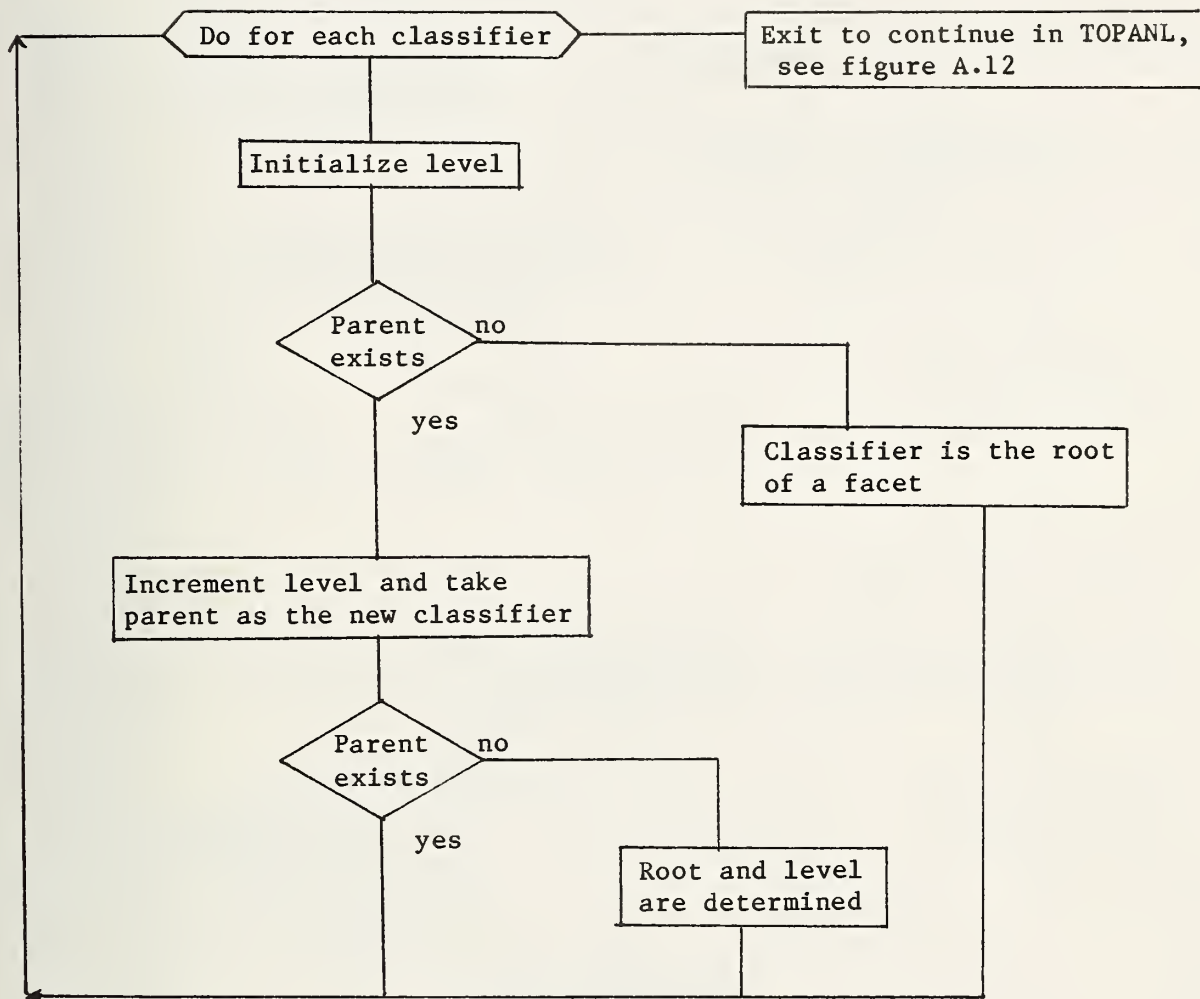 Do for each classifier
Exit to continue in TOPANL,
see figure A.12
Initialize level
Parent
exists
no
yes
Classifier is the root
of a facet
Increment level and take
parent as the new classifier
Parent
exists
no
yes
Root and level
are determined